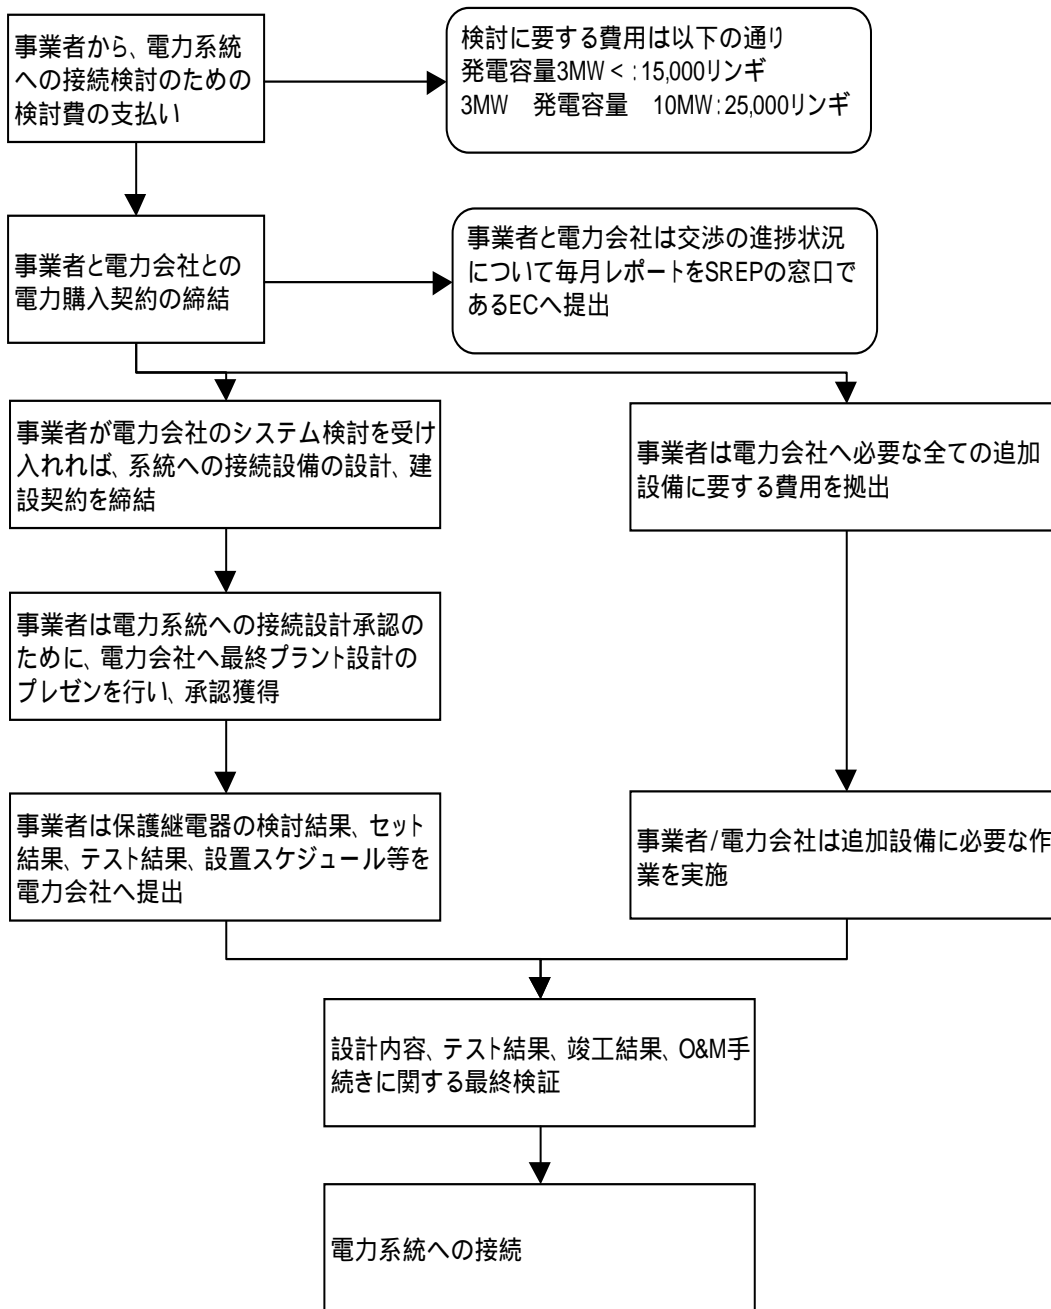 事業者から、電力系統
への接続検討のための
検討費の支払い
検討に要する費用は以下の通り
発電容量3MW＜：15,000リンギ
3MW　発電容量　10MW：25,000リンギ
事業者と電力会社との
電力購入契約の締結
事業者と電力会社は交渉の進捗状況
について毎月レポートをSREPの窓口で
あるECへ提出
事業者が電力会社のシステム検討を受け
入れれば、系統への接続設備の設計、建
設契約を締結
事業者は電力会社へ必要な全ての追加
設備に要する費用を拠出
事業者は電力系統への接続設計承認の
ために、電力会社へ最終プラント設計の
プレゼンを行い、承認獲得
事業者は保護継電器の検討結果、セット
結果、テスト結果、設置スケジュール等を
電力会社へ提出
事業者/電力会社は追加設備に必要な作
業を実施
設計内容、テスト結果、竣工結果、O&M手
続きに関する最終検証
電力系統への接続